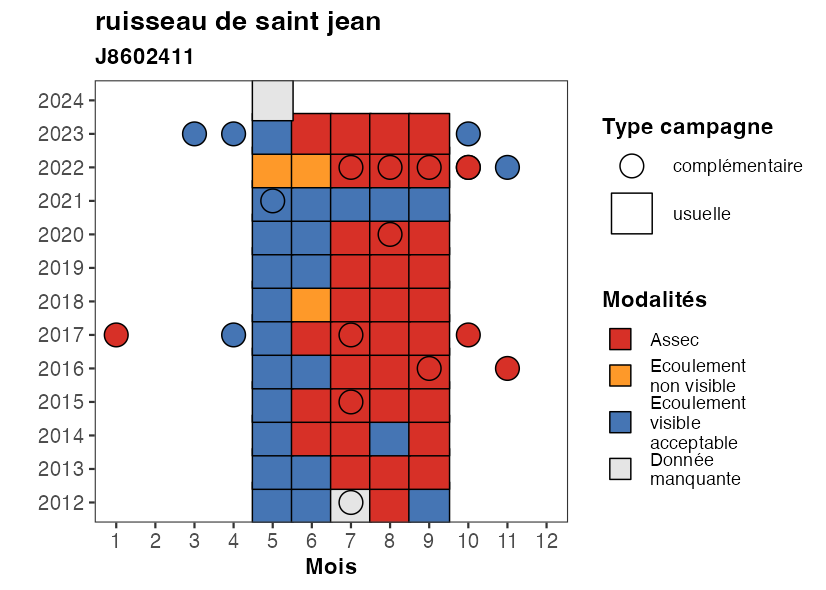 ruisseau de saint jean
J8602411
2024
2023
2022
2021
2020
2019
2018
2017
2016
2015
2014
2013
2012
1 2 3 4 5 6 7 8 9 10 11 12
Mois
Type campagne
complémentaire
usuelle
Modalités
Assec
Ecoulement
non visible
Ecoulement
visible
acceptable
Donnée
manquante